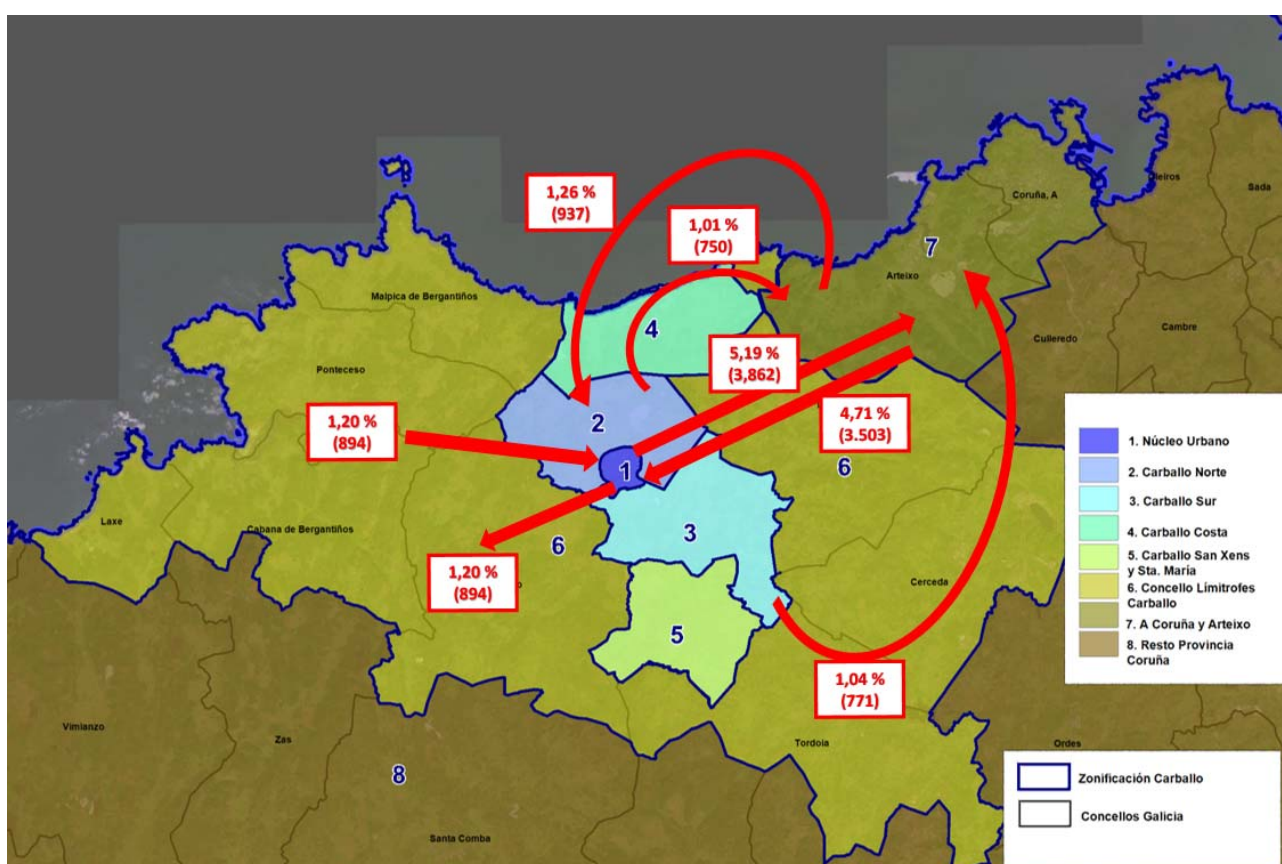 Oleiros
Sada
Coruña, A
7
Arteixo
1,26 %
(937)
1,01 %
(750)
Malpica de Bergantiños
4
Culleredo
Cambre
Ponteceso
5,19 %
(3,862)
1,20 %
(894)
2
4,71 %
(3.503)
1
6
Laxe
Cabana de Bergantiños
3
6
1,20 %
(894)
Cerceda
5
1,04 %
(771)
Vimianzo
Zas
Tordoia
Ordes
8
Santa Comba
1. Núcleo Urbano
2. Carballo Norte
3. Carballo Sur
4. Carballo Costa
5. Carballo San Xens
y Sta. María
6. Concello Límitrofes
Carballo
7. A Coruña y Arteixo
8. Resto Provincia
Coruña
Zonificación Carballo
Concellos Galicia